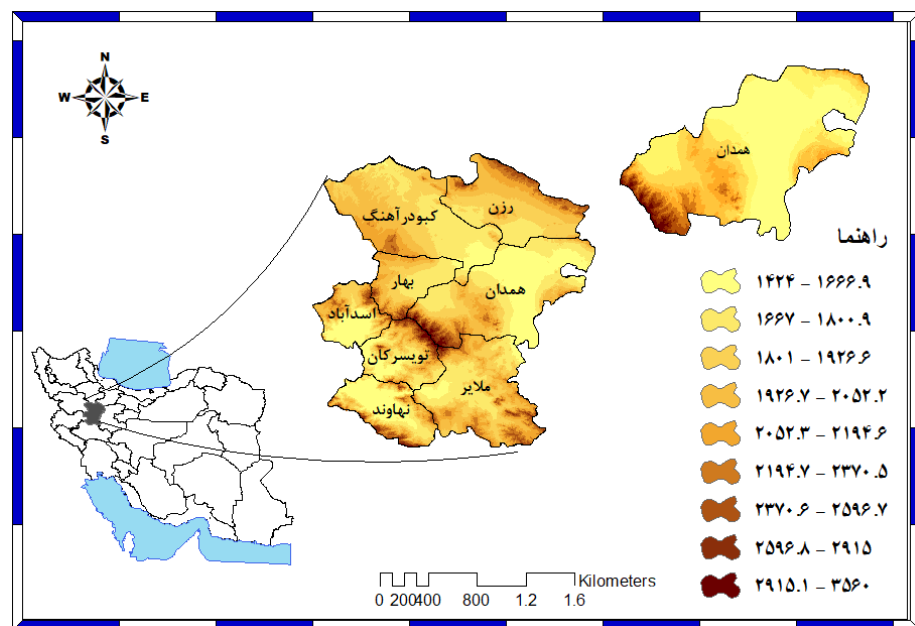 N
W E
S
همدان
کبودرآهنگ
رزن
بهار
همدان
اسدآباد
تویسرکان
ملایر
نهاوند
راهنما
۱۴۲۴ – ۱۶۶۶.۹
۱۶۶۷ – ۱۸۰۰.۹
۱۸۰۱ – ۱۹۲۶.۶
۱۹۲۶.۷ – ۲۰۵۲.۲
۲۰۵۲.۳ – ۲۱۹۴.۶
۲۱۹۴.۷ – ۲۳۷۰.۵
۲۳۷۰.۶ – ۲۵۹۶.۷
۲۵۹۶.۸ – ۲۹۱۵
۲۹۱۵.۱ – ۳۵۶۰
Kilometers
0 200400 800 1.2 1.6